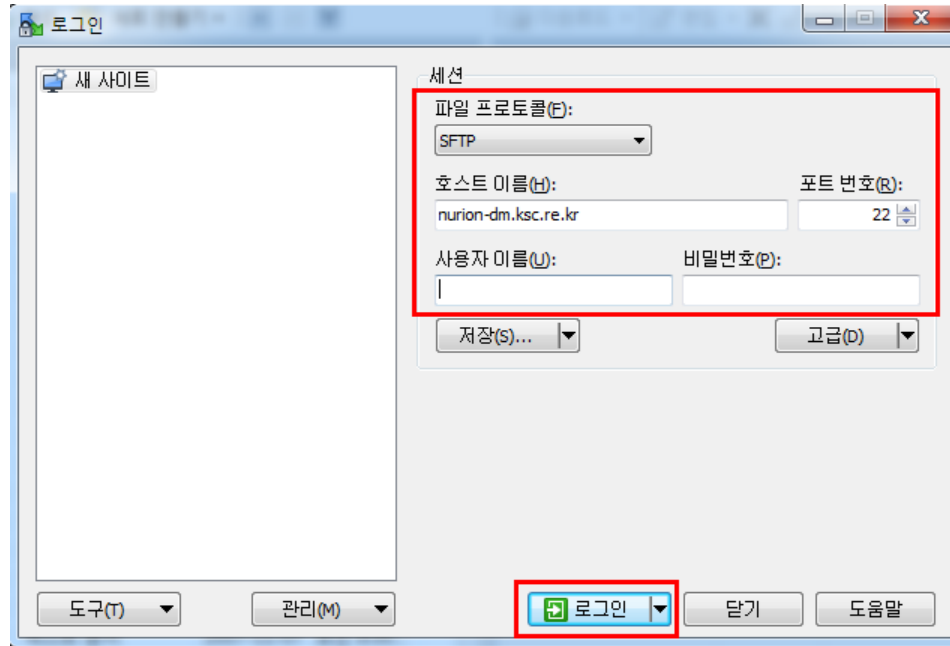 로그인
새 사이트
세션
파일 프로토콜(F):
SFTP
호스트 이름(H): 포트 번호(R):
nurion-dm.ksc.re.kr 22
사용자 이름(U): 비밀번호(P):
저장(S)... 고급(D)
도구(T) 관리(M) 로그인 닫기 도움말